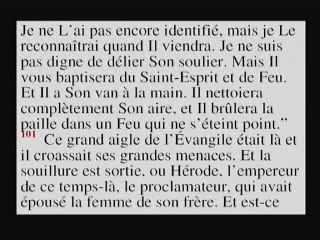 Je ne L’ai pas encore identifié, mais je Le
reconnaîtrai quand Il viendra. Je ne suis
pas digne de délier Son soulier. Mais Il
vous baptisera du Saint-Esprit et de Feu.
Et Il a Son van à la main. Il nettoiera
complètement Son aire, et Il brûlera la
paille dans un Feu qui ne s’éteint point.”
101 Ce grand aigle de l’Évangile était là et
il croassait ses grandes menaces. Et la
souillure est sortie, ou Hérode, l’empereur
de ce temps-là, le proclamateur, qui avait
épousé la femme de son frère. Et est-ce